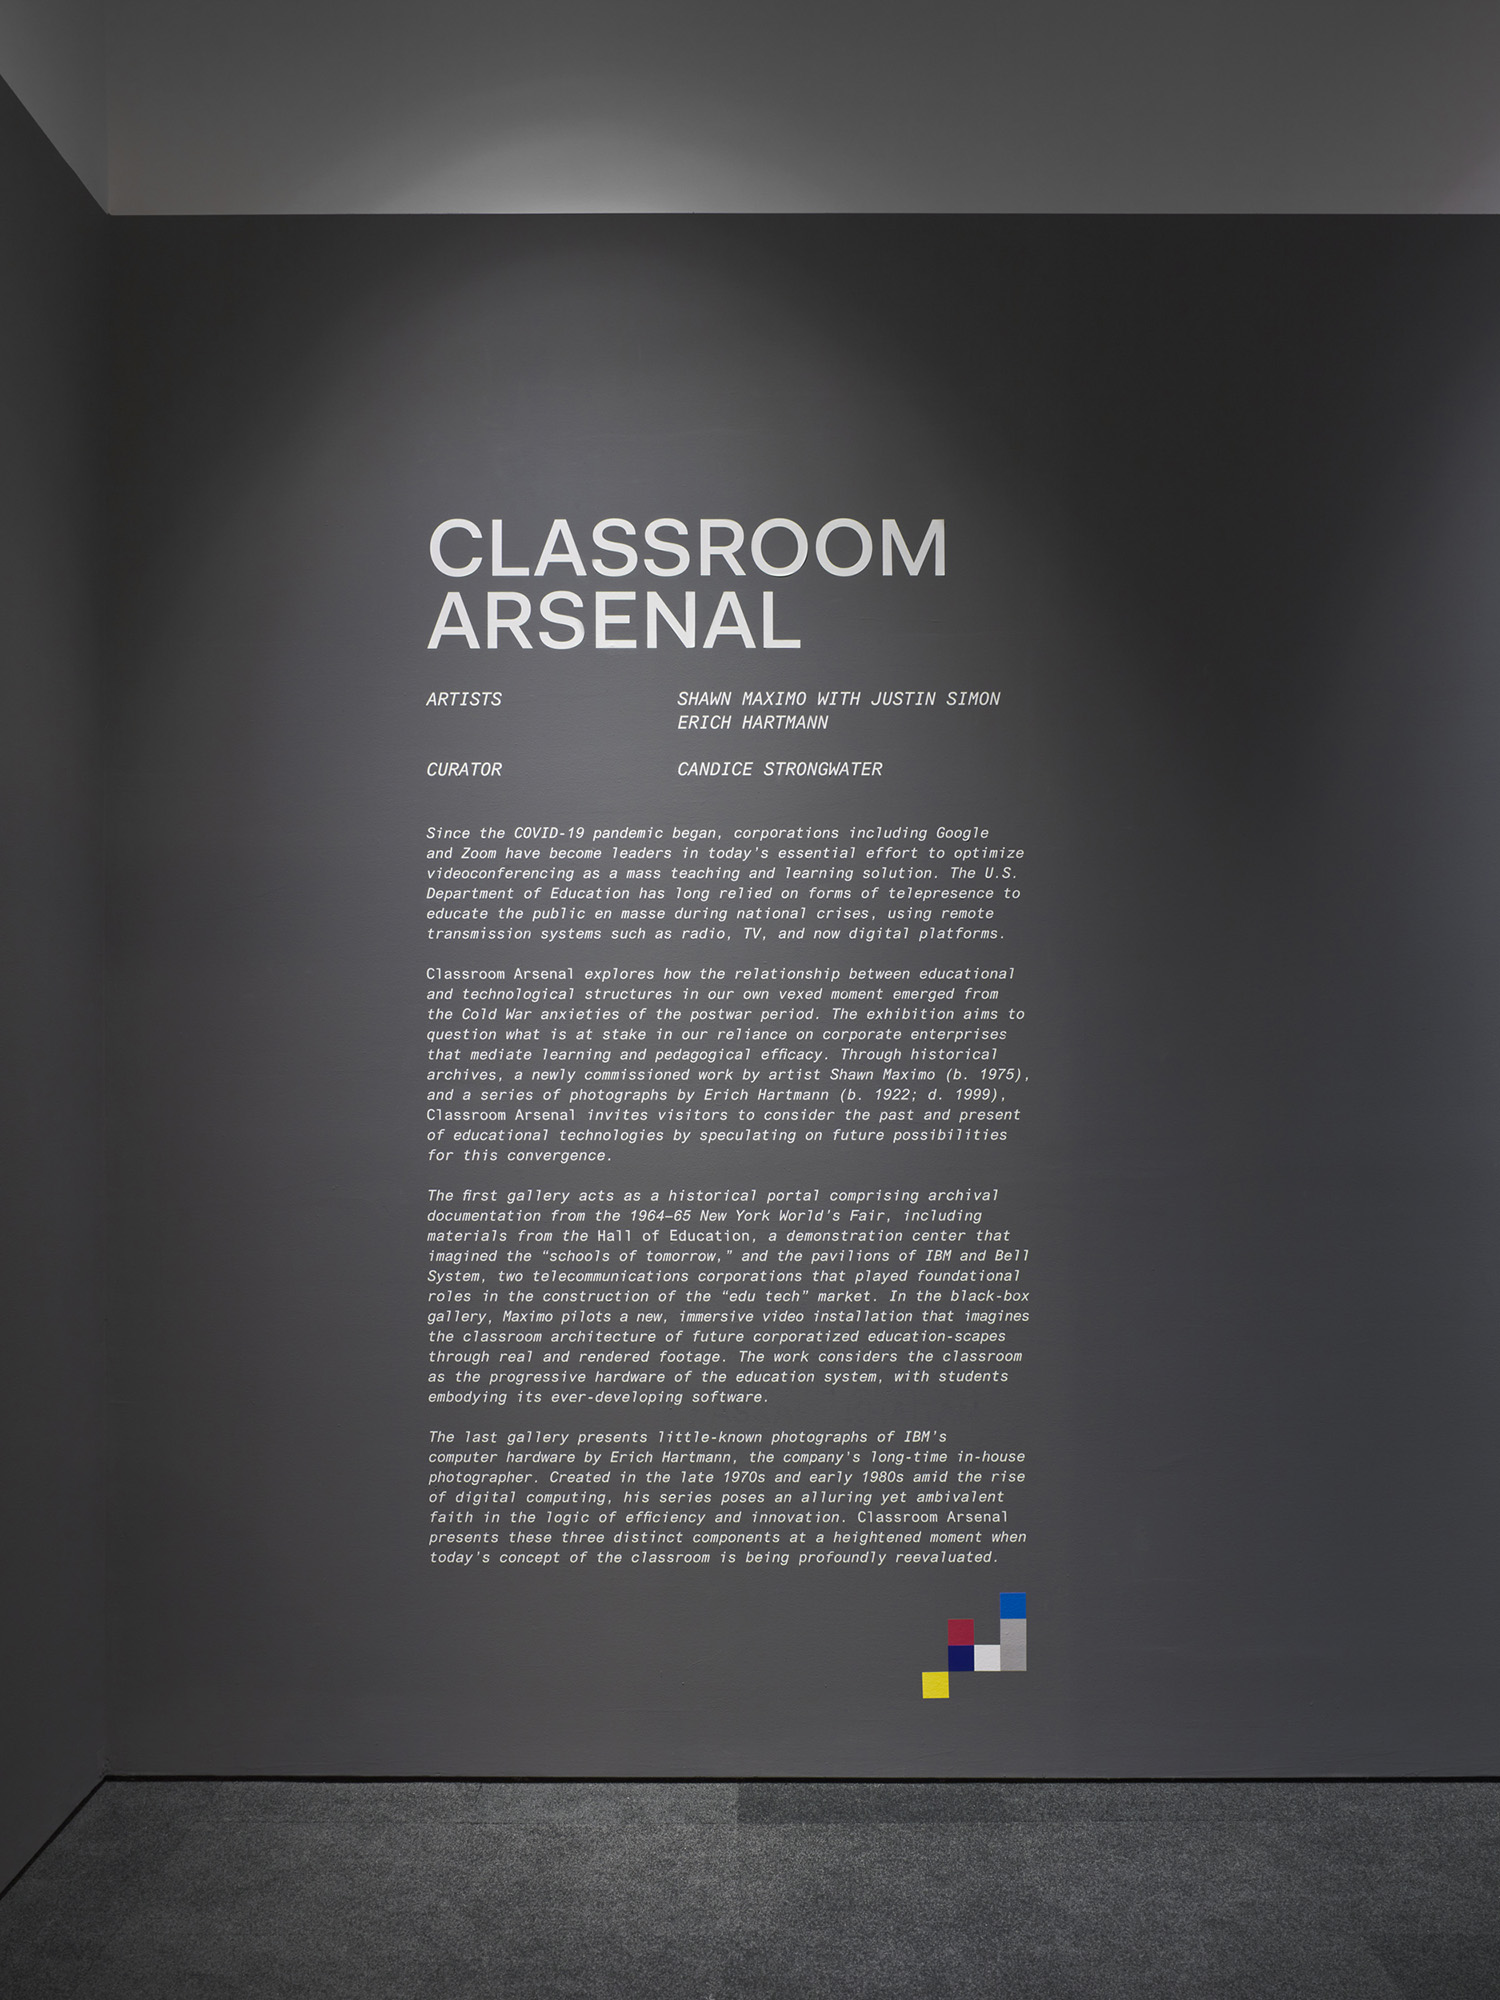 CLASSROOM
ARSENAL
ARTISTS SHAWN MAXIMO WITH JUSTIN SIMON
ERICH HARTMANN
CURATOR CANDICE STRONGWATER
Since the COVID-19 pandemic began, corporations including Google
and Zoom have become leaders in today's essential effort to optimize
videoconferencing as a mass teaching and learning solution. The U.S.
Department of Education has long relied on forms of telepresence to
educate the public en masse during national crises, using remote
transmission systems such as radio, TV, and now digital platforms.
Classroom Arsenal explores how the relationship between educational
and technological structures in our own vexed moment emerged from
the Cold War anxieties of the postwar period. The exhibition aims to
question what is at stake in our reliance on corporate enterprises
that mediate learning and pedagogical efficacy. Through historical
archives, a newly commissioned work by artist Shawn Maximo (b. 1975),
and a series of photographs by Erich Hartmann (b. 1922; d. 1999),
Classroom Arsenal invites visitors to consider the past and present
of educational technologies by speculating on future possibilities
for this convergence.
The first gallery acts as a historical portal comprising archival
documentation from the 1964–65 New York World's Fair, including
materials from the Hall of Education, a demonstration center that
imagined the “schools of tomorrow,” and the pavilions of IBM and Bell
System, two telecommunications corporations that played foundational
roles in the construction of the “edu tech” market. In the black-box
gallery, Maximo pilots a new, immersive video installation that imagines
the classroom architecture of future corporatized education-scapes
through real and rendered footage. The work considers the classroom
as the progressive hardware of the education system, with students
embodying its ever-developing software.
The last gallery presents little-known photographs of IBM's
computer hardware by Erich Hartmann, the company's long-time in-house
photographer. Created in the late 1970s and early 1980s amid the rise
of digital computing, his series poses an alluring yet ambivalent
faith in the logic of efficiency and innovation. Classroom Arsenal
presents these three distinct components at a heightened moment when
today's concept of the classroom is being profoundly reevaluated.